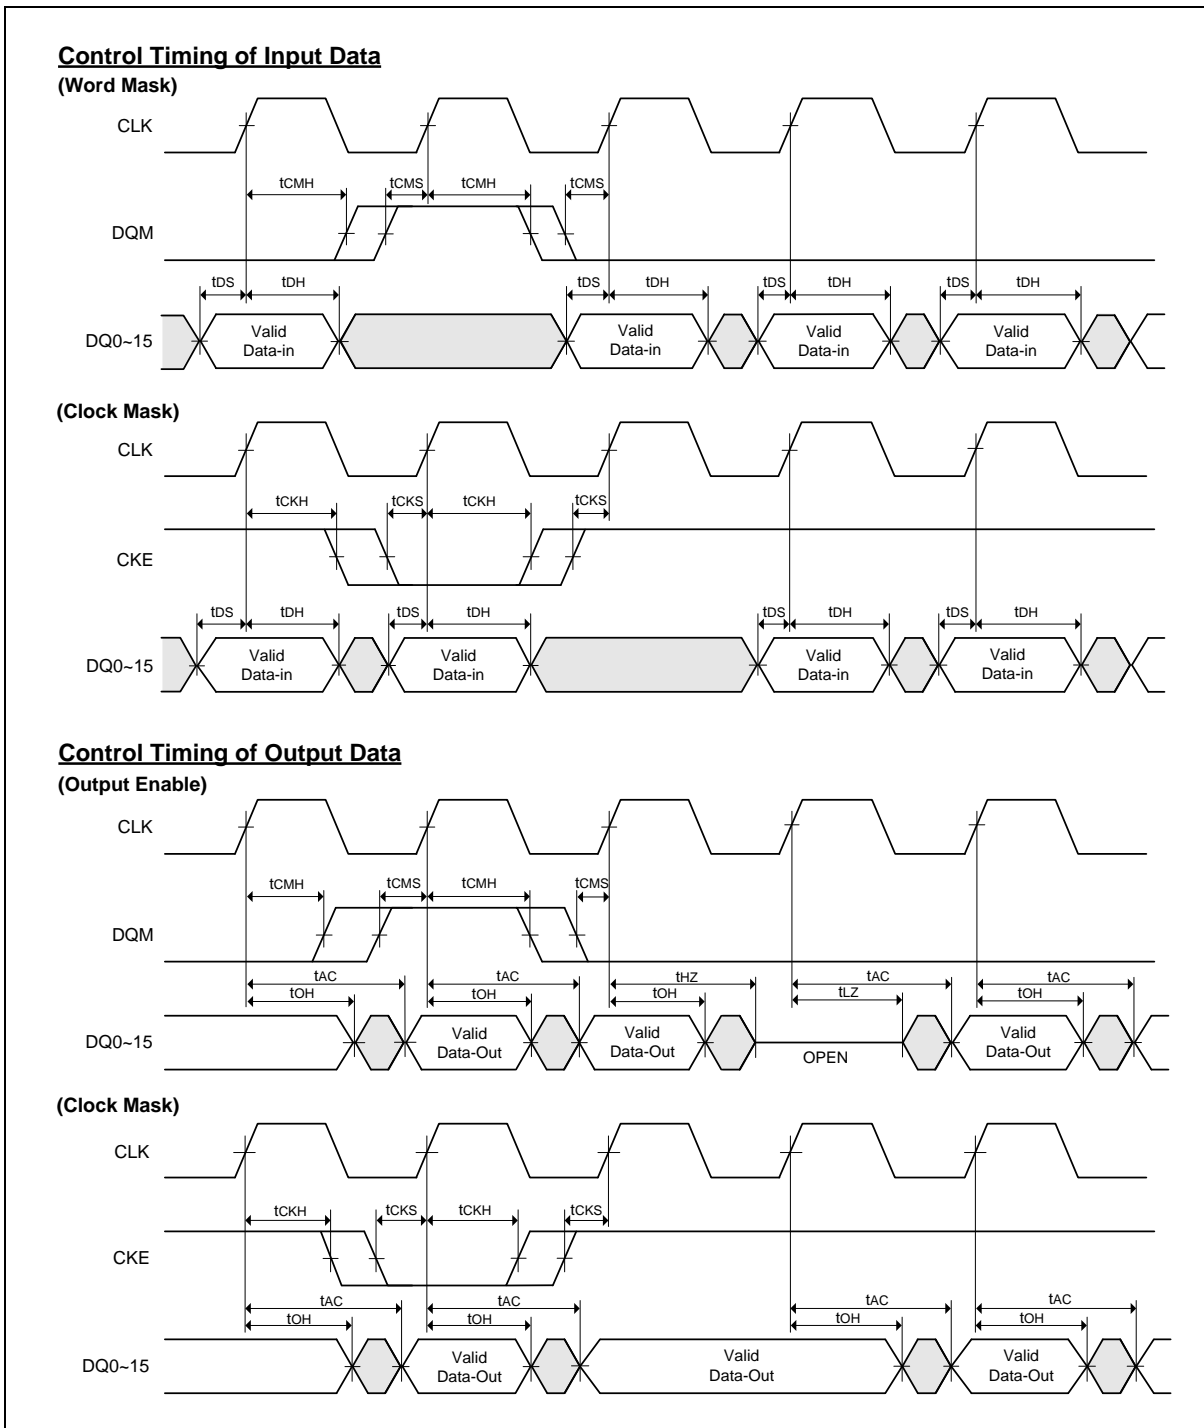 Control Timing of Input Data
(Word Mask)
CLK
tCMH tCMS tCMH tCMS
DQM
tDS tDH tDS tDH tDS tDH tDS tDH
DQ0~15
Valid Data-in
Valid Data-in
Valid Data-in
Valid Data-in
(Clock Mask)
CLK
tCKH tCKS tCKH tCKS
CKE
tDS tDH tDS tDH tDS tDH tDS tDH
DQ0~15
Valid Data-in
Valid Data-in
Valid Data-in
Valid Data-in
Control Timing of Output Data
(Output Enable)
CLK
tCMH tCMS tCMH tCMS
DQM
tAC tAC tHZ tAC tAC
tOH tOH tOH tLZ tOH
DQ0~15
Valid Data-Out
Valid Data-Out
OPEN
Valid Data-Out
(Clock Mask)
CLK
tCKH tCKS tCKH tCKS
CKE
tAC tAC tAC tAC
tOH tOH tOH tOH
DQ0~15
Valid Data-Out
Valid Data-Out
Valid Data-Out